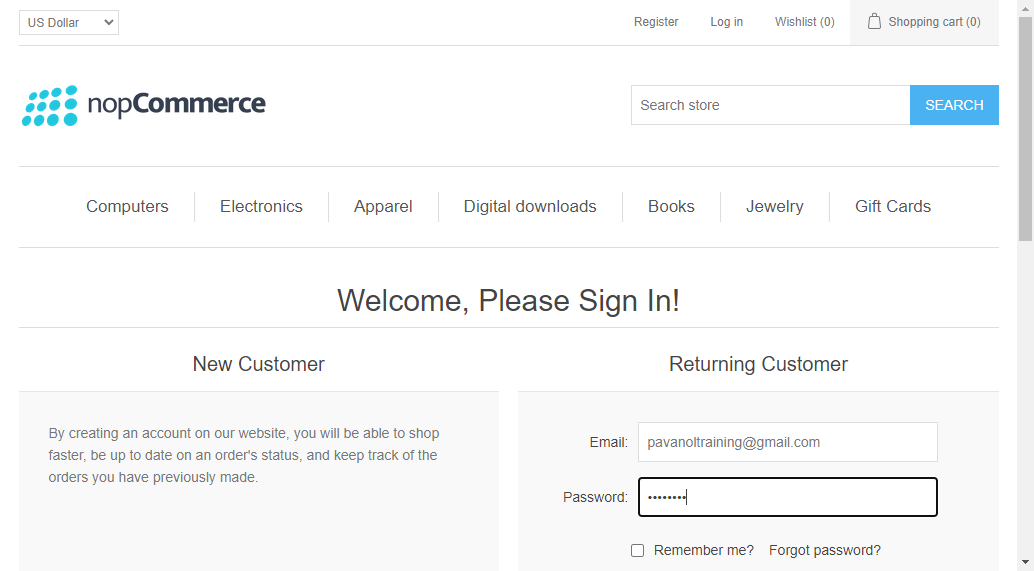 US Dollar Register Log in Wishlist (0) Shopping cart (0)
nopCommerce Search store SEARCH
Computers Electronics Apparel Digital downloads Books Jewelry Gift Cards
Welcome, Please Sign In!
New Customer
By creating an account on our website, you will be able to shop
faster, be up to date on an order's status, and keep track of the
orders you have previously made.
Returning Customer
Email: pavanoltraining@gmail.com
Password: ••••••••
Remember me? Forgot password?